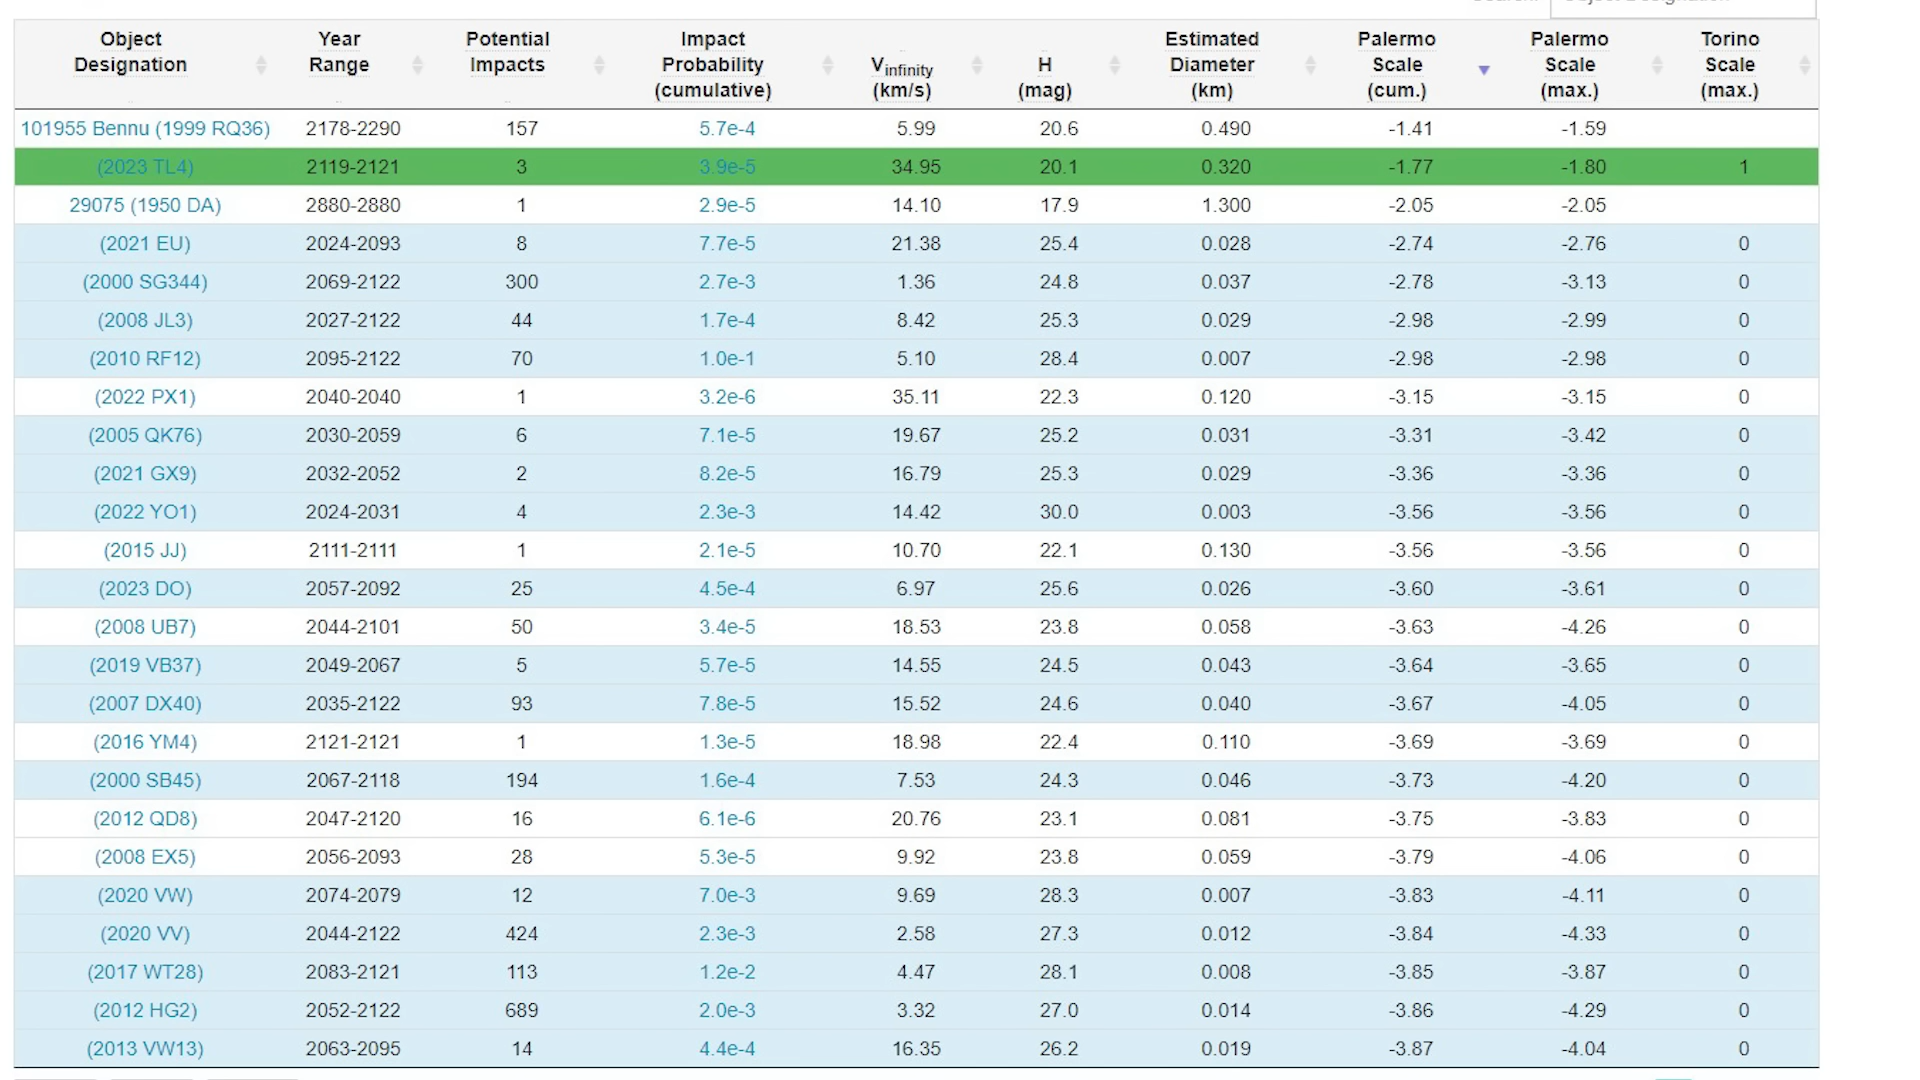 Object Designation Year Range Potential Impacts Impact Probability (cumulative) Vinfinity (km/s) H (mag) Estimated Diameter (km) Palermo Scale (cum.) Palermo Scale (max.) Torino Scale (max.)
101955 Bennu (1999 RQ36) 2178-2290 157 5.7e-4 5.99 20.6 0.490 -1.41 -1.59
(2023 TL4) 2119-2121 3 3.9e-5 34.95 20.1 0.320 -1.77 -1.80 1
29075 (1950 DA) 2880-2880 1 2.9e-5 14.10 17.9 1.300 -2.05 -2.05
(2021 EU) 2024-2093 8 7.7e-5 21.38 25.4 0.028 -2.74 -2.76 0
(2000 SG344) 2069-2122 300 2.7e-3 1.36 24.8 0.037 -2.78 -3.13 0
(2008 JL3) 2027-2122 44 1.7e-4 8.42 25.3 0.029 -2.98 -2.99 0
(2010 RF12) 2095-2122 70 1.0e-1 5.10 28.4 0.007 -2.98 -2.98 0
(2022 PX1) 2040-2040 1 3.2e-6 35.11 22.3 0.120 -3.15 -3.15 0
(2005 QK76) 2030-2059 6 7.1e-5 19.67 25.2 0.031 -3.31 -3.42 0
(2021 GX9) 2032-2052 2 8.2e-5 16.79 25.3 0.029 -3.36 -3.36 0
(2022 YO1) 2024-2031 4 2.3e-3 14.42 30.0 0.003 -3.56 -3.56 0
(2015 JJ) 2111-2111 1 2.1e-5 10.70 22.1 0.130 -3.56 -3.56 0
(2023 DO) 2057-2092 25 4.5e-4 6.97 25.6 0.026 -3.60 -3.61 0
(2008 UB7) 2044-2101 50 3.4e-5 18.53 23.8 0.058 -3.63 -4.26 0
(2019 VB37) 2049-2067 5 5.7e-5 14.55 24.5 0.043 -3.64 -3.65 0
(2007 DX40) 2035-2122 93 7.8e-5 15.52 24.6 0.040 -3.67 -4.05 0
(2016 YM4) 2121-2121 1 1.3e-5 18.98 22.4 0.110 -3.69 -3.69 0
(2000 SB45) 2067-2118 194 1.6e-4 7.53 24.3 0.046 -3.73 -4.20 0
(2012 QD8) 2047-2120 16 6.1e-6 20.76 23.1 0.081 -3.75 -3.83 0
(2008 EX5) 2056-2093 28 5.3e-5 9.92 23.8 0.059 -3.79 -4.06 0
(2020 VW) 2074-2079 12 7.0e-3 9.69 28.3 0.007 -3.83 -4.11 0
(2020 VV) 2044-2122 424 2.3e-3 2.58 27.3 0.012 -3.84 -4.33 0
(2017 WT28) 2083-2121 113 1.2e-2 4.47 28.1 0.008 -3.85 -3.87 0
(2012 HG2) 2052-2122 689 2.0e-3 3.32 27.0 0.014 -3.86 -4.29 0
(2013 VW13) 2063-2095 14 4.4e-4 16.35 26.2 0.019 -3.87 -4.04 0